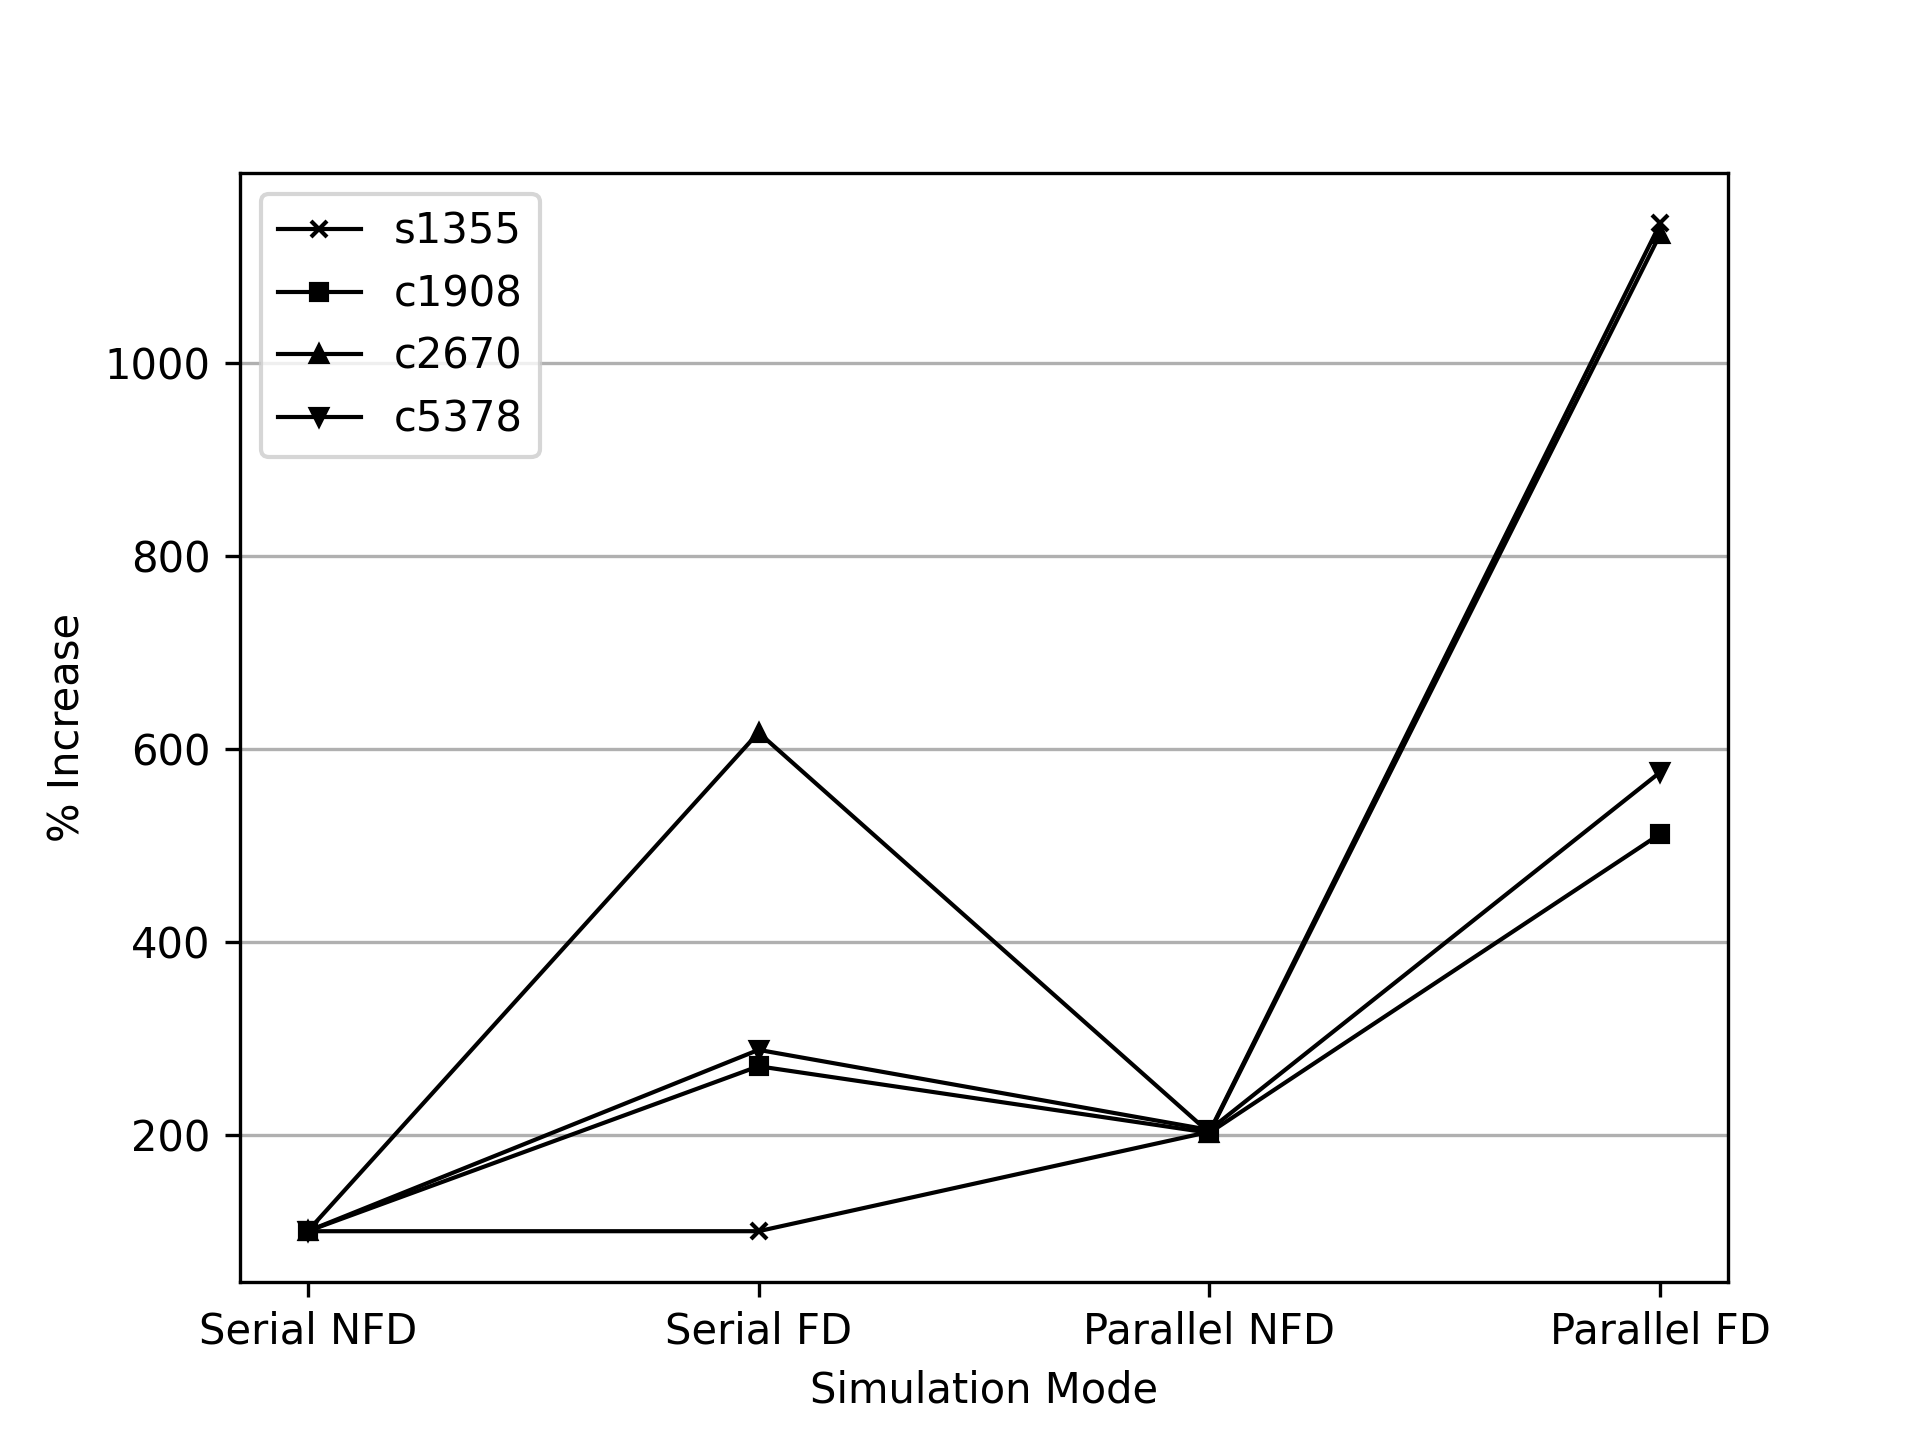 s1355
c1908
c2670
c5378
1000
800
600
400
200
% Increase
Serial NFD
Serial FD
Parallel NFD
Parallel FD
Simulation Mode